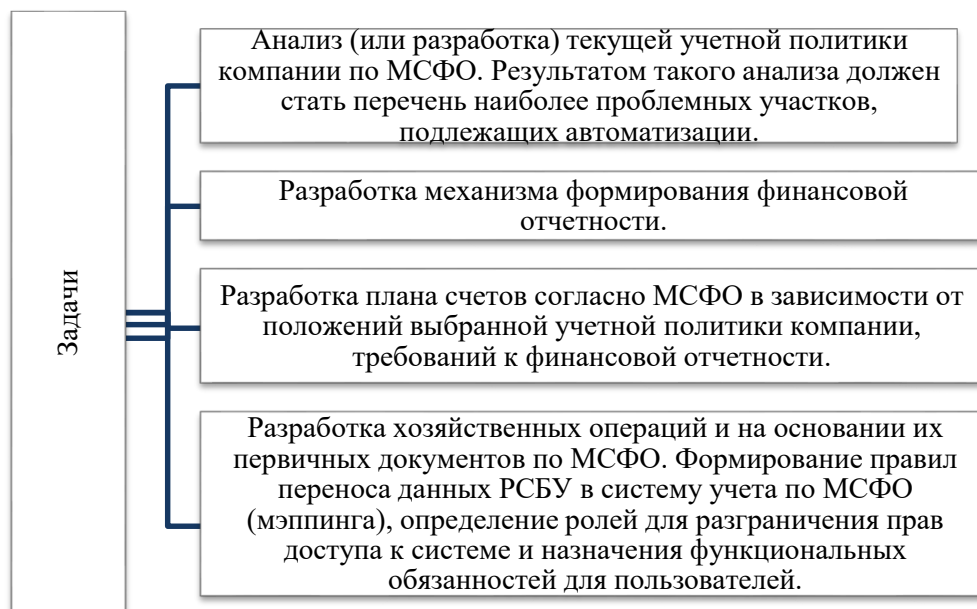 Задачи
Анализ (или разработка) текущей учетной политики
компании по МСФО. Результатом такого анализа должен
стать перечень наиболее проблемных участков,
подлежащих автоматизации.
Разработка механизма формирования финансовой
отчетности.
Разработка плана счетов согласно МСФО в зависимости от
положений выбранной учетной политики компании,
требований к финансовой отчетности.
Разработка хозяйственных операций и на основании их
первичных документов по МСФО. Формирование правил
переноса данных РСБУ в систему учета по МСФО
(мэппинга), определение ролей для разграничения прав
доступа к системе и назначения функциональных
обязанностей для пользователей.